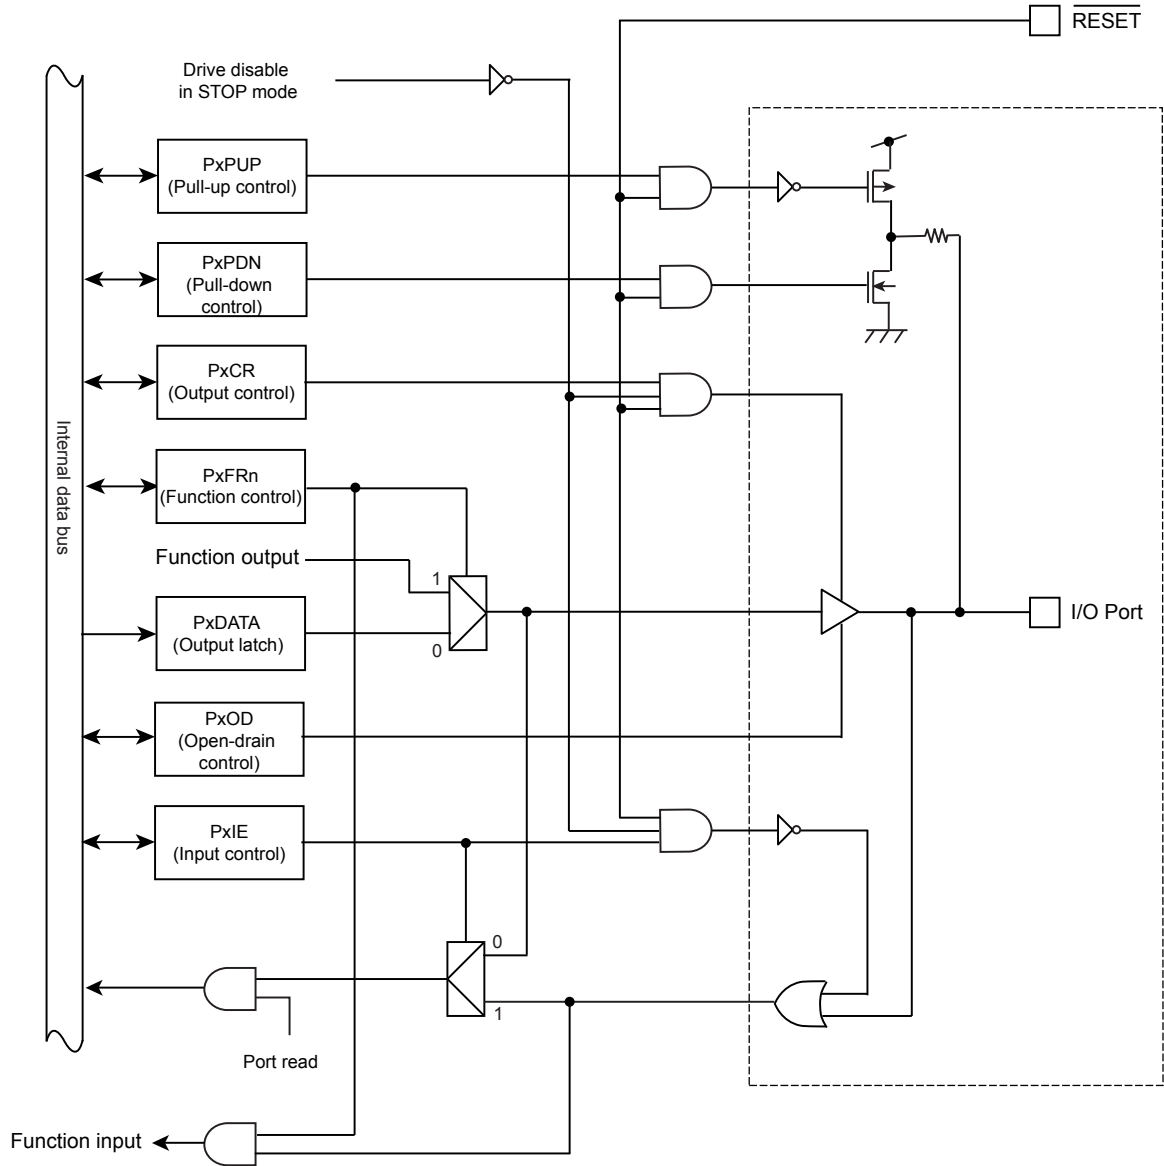 RESET
Drive disable
in STOP mode
PxPUP
(Pull-up control)
PxPDN
(Pull-down
control)
PxCR
(Output control)
Internal data bus
PxFRn
(Function control)
Function output
1
PxDATA
(Output latch)
0
I/O Port
PxOD
(Open-drain
control)
PxIE
(Input control)
0
1
Port read
Function input